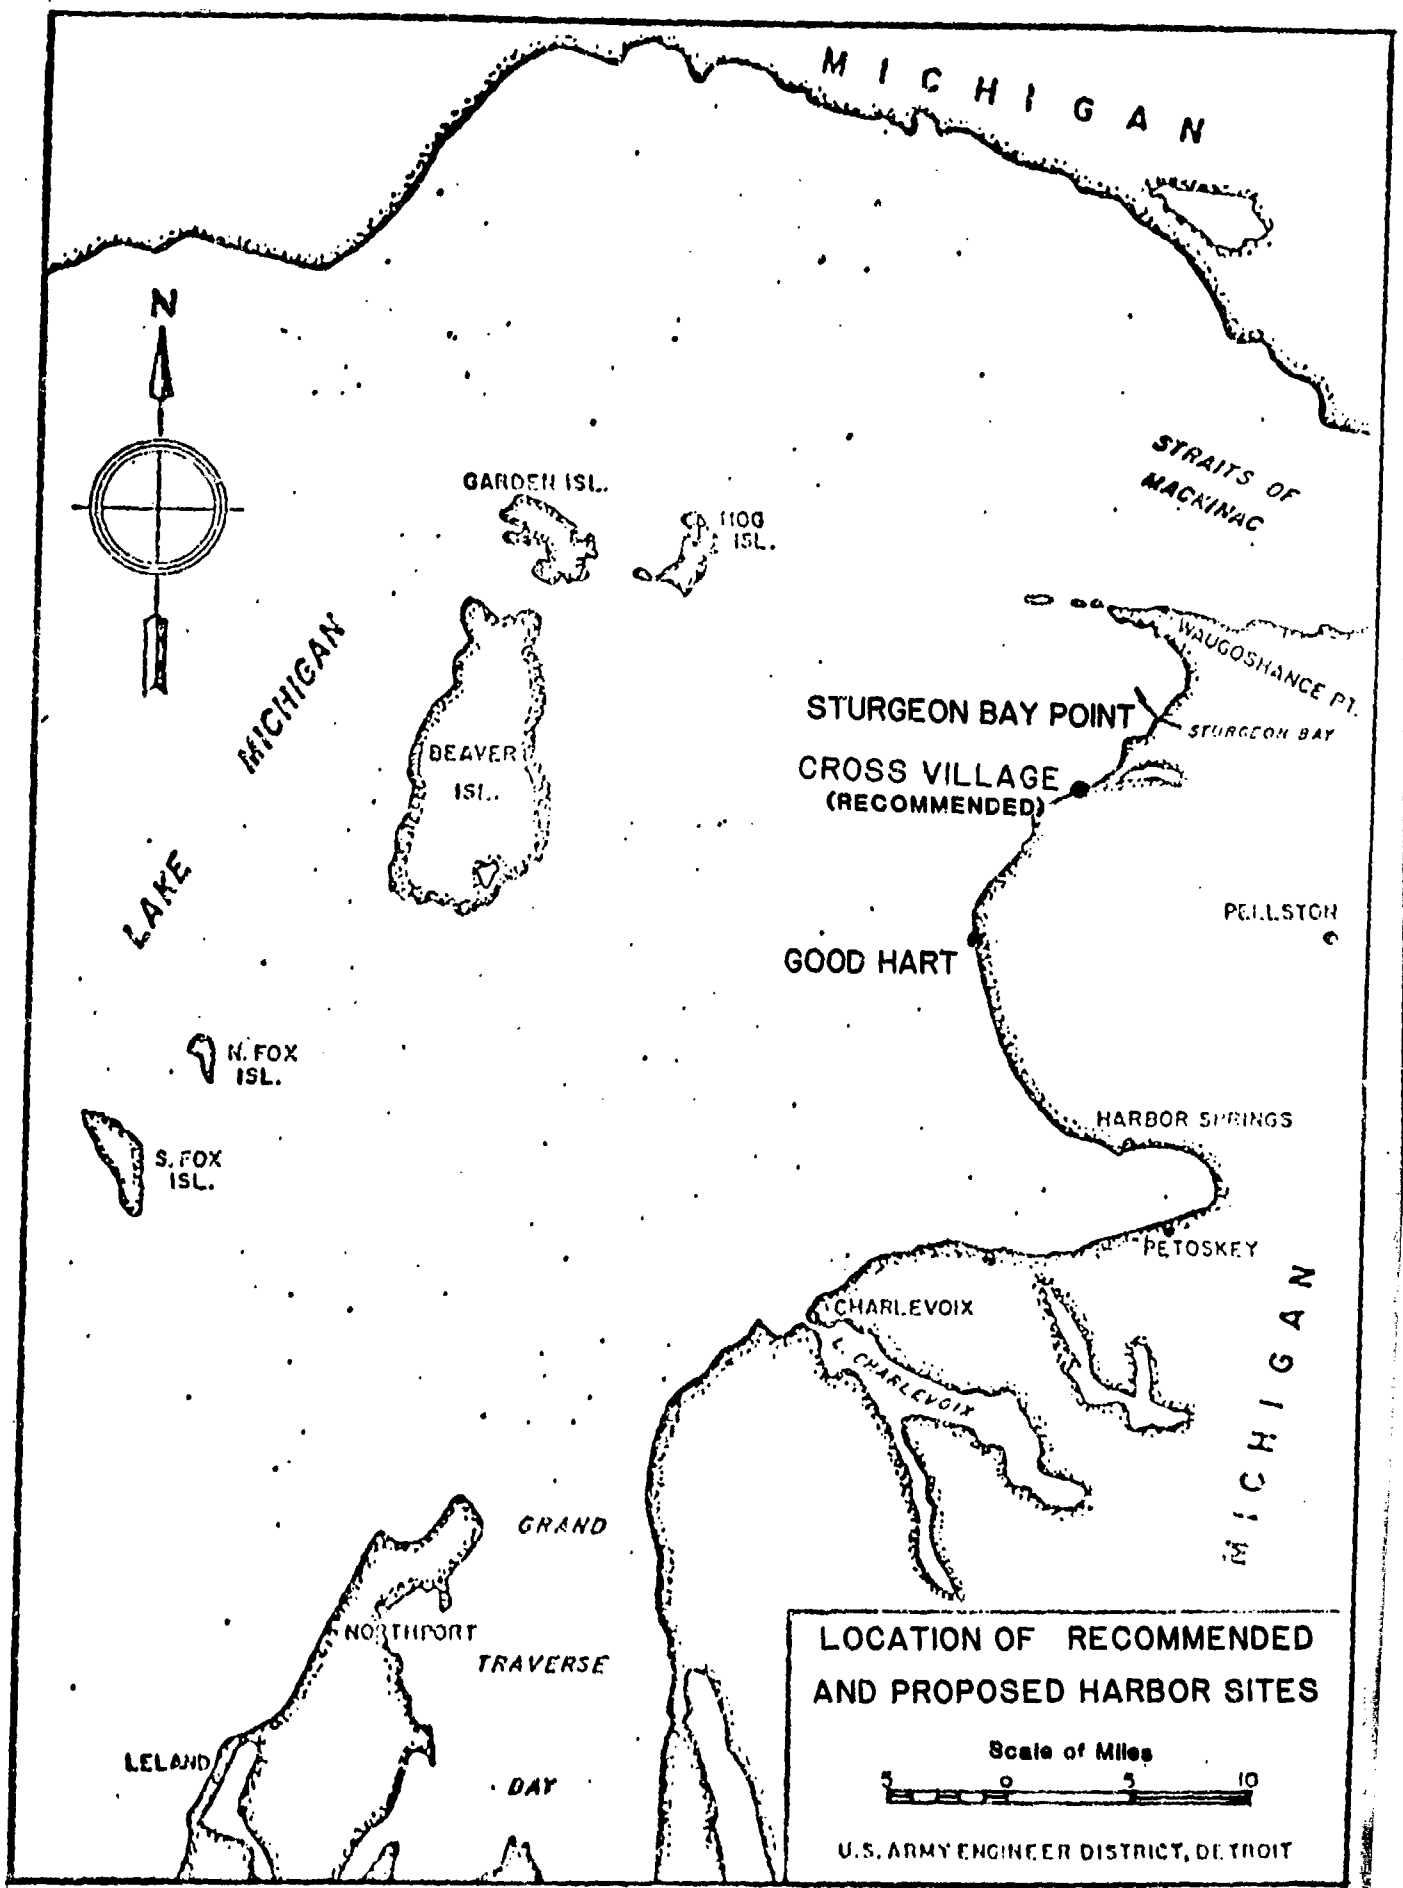 MICHIGAN
N
STRAITS OF
MACKINAC
GARDEN ISL.
HOG
ISL.
WAUGOSHANCE PT.
LAKE MICHIGAN
STURGEON BAY POINT
STURGEON BAY
BEAVER
ISL.
CROSS VILLAGE
(RECOMMENDED)
PELLSTON
GOOD HART
N. FOX
ISL.
HARBOR SPRINGS
S. FOX
ISL.
PETOSKEY
CHARLEVOIX
L. CHARLEVOIX
MICHIGAN
GRAND
NORTHPORT
TRAVERSE
LELAND
BAY
LOCATION OF RECOMMENDED
AND PROPOSED HARBOR SITES
Scale of Miles
5 0 5 10
U.S. ARMY ENGINEER DISTRICT, DETROIT